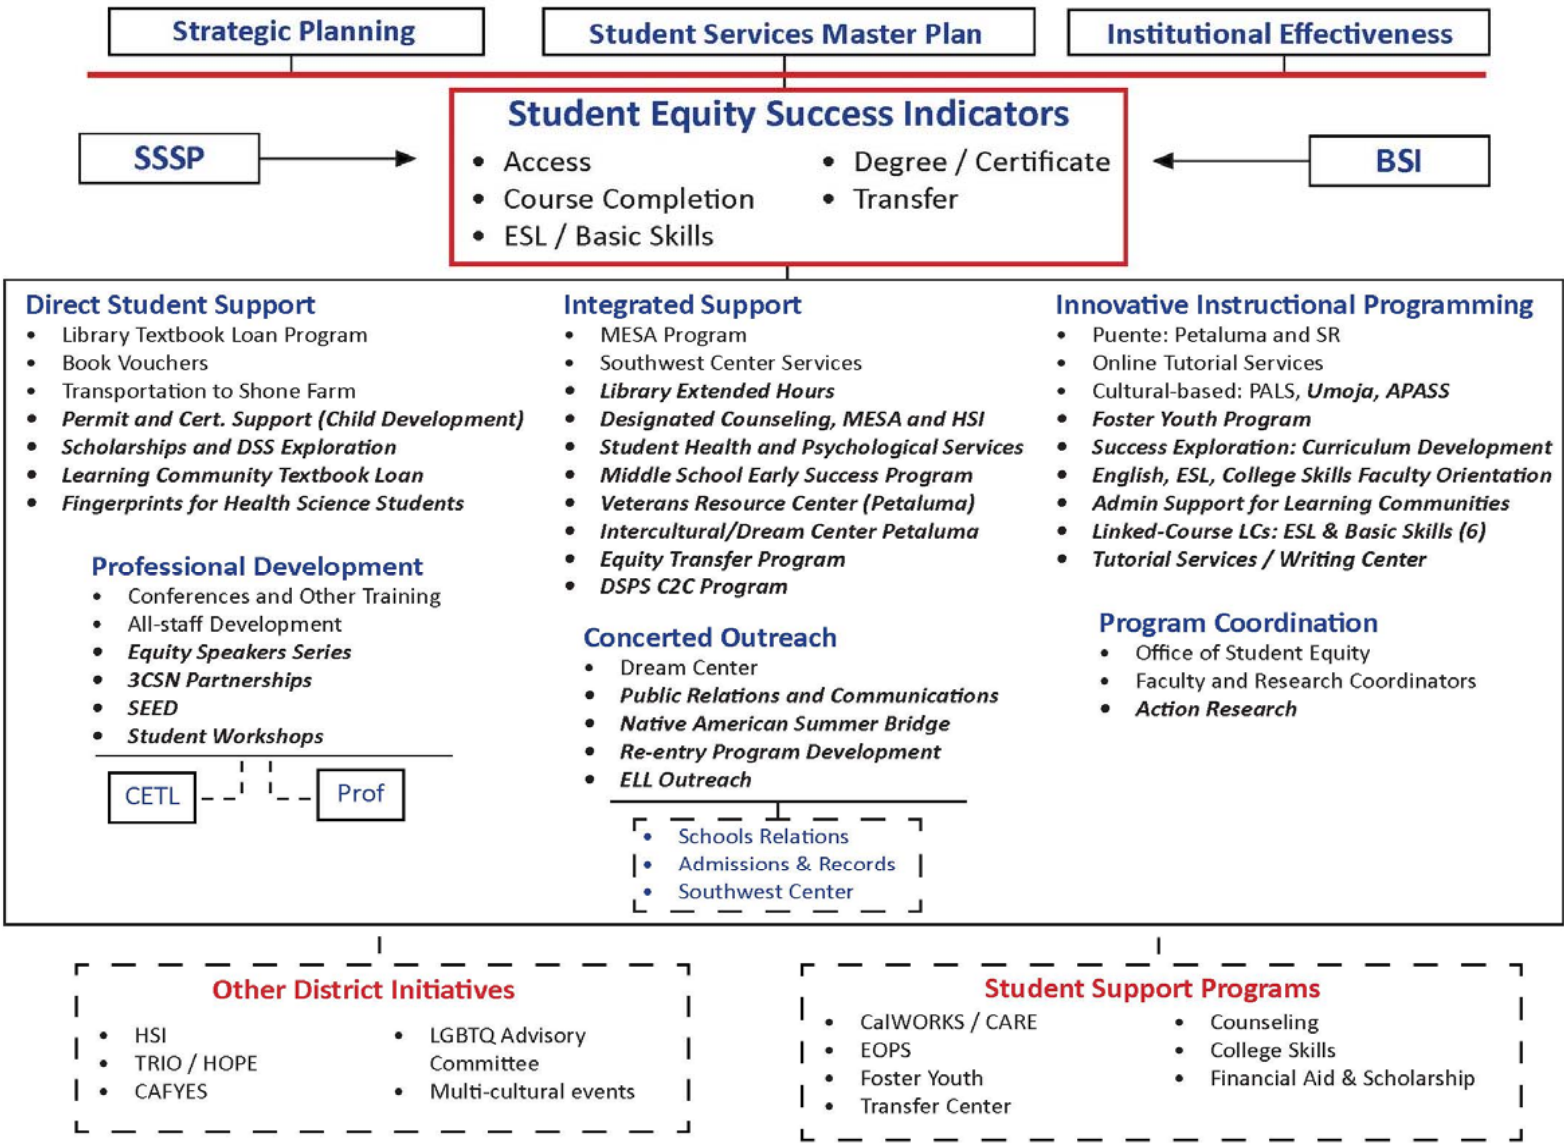 Strategic Planning
Student Services Master Plan
Institutional Effectiveness
Student Equity Success Indicators
SSSP
• Access
• Course Completion
• ESL / Basic Skills
• Degree / Certificate
• Transfer
BSI
Direct Student Support
• Library Textbook Loan Program
• Book Vouchers
• Transportation to Shone Farm
• Permit and Cert. Support (Child Development)
• Scholarships and DSS Exploration
• Learning Community Textbook Loan
• Fingerprints for Health Science Students
Professional Development
• Conferences and Other Training
• All-staff Development
• Equity Speakers Series
• 3CSN Partnerships
• SEED
• Student Workshops
CETL
Prof
Integrated Support
• MESA Program
• Southwest Center Services
• Library Extended Hours
• Designated Counseling, MESA and HSI
• Student Health and Psychological Services
• Middle School Early Success Program
• Veterans Resource Center (Petaluma)
• Intercultural/Dream Center Petaluma
• Equity Transfer Program
• DSPS C2C Program
Concerted Outreach
• Dream Center
• Public Relations and Communications
• Native American Summer Bridge
• Re-entry Program Development
• ELL Outreach
• Schools Relations
• Admissions & Records
• Southwest Center
Innovative Instructional Programming
• Puente: Petaluma and SR
• Online Tutorial Services
• Cultural-based: PALS, Umoja, APASS
• Foster Youth Program
• Success Exploration: Curriculum Development
• English, ESL, College Skills Faculty Orientation
• Admin Support for Learning Communities
• Linked-Course LCs: ESL & Basic Skills (6)
• Tutorial Services / Writing Center
Program Coordination
• Office of Student Equity
• Faculty and Research Coordinators
• Action Research
Other District Initiatives
• HSI
• TRIO / HOPE
• CAFYES
• LGBTQ Advisory
Committee
• Multi-cultural events
Student Support Programs
• CalWORKS / CARE
• EOPS
• Foster Youth
• Transfer Center
• Counseling
• College Skills
• Financial Aid & Scholarship